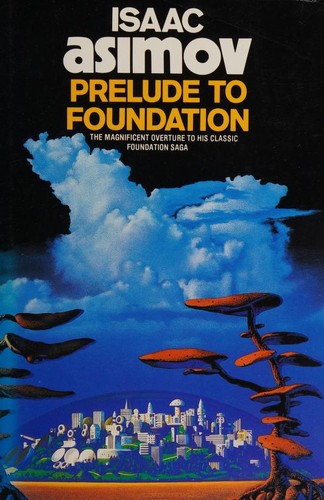 ISAAC
asimov
PRELUDE TO
FOUNDATION
THE MAGNIFICENT OVERTURE TO HIS CLASSIC
FOUNDATION SAGA